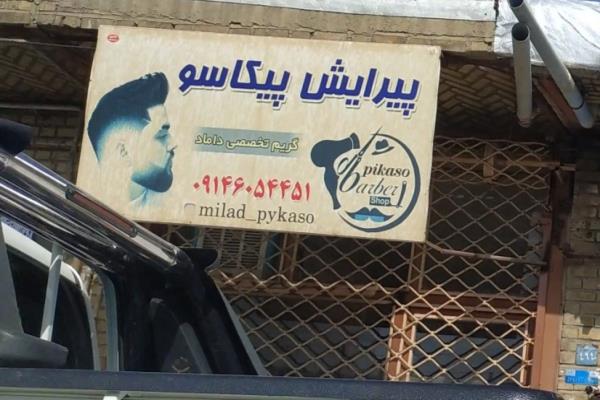 پیرایش پیکاسو
گریم تخصصی داماد
۰۹۱۴۶۰۵۴۴۵۱
milad_pykaso
pikaso
barber
Shop